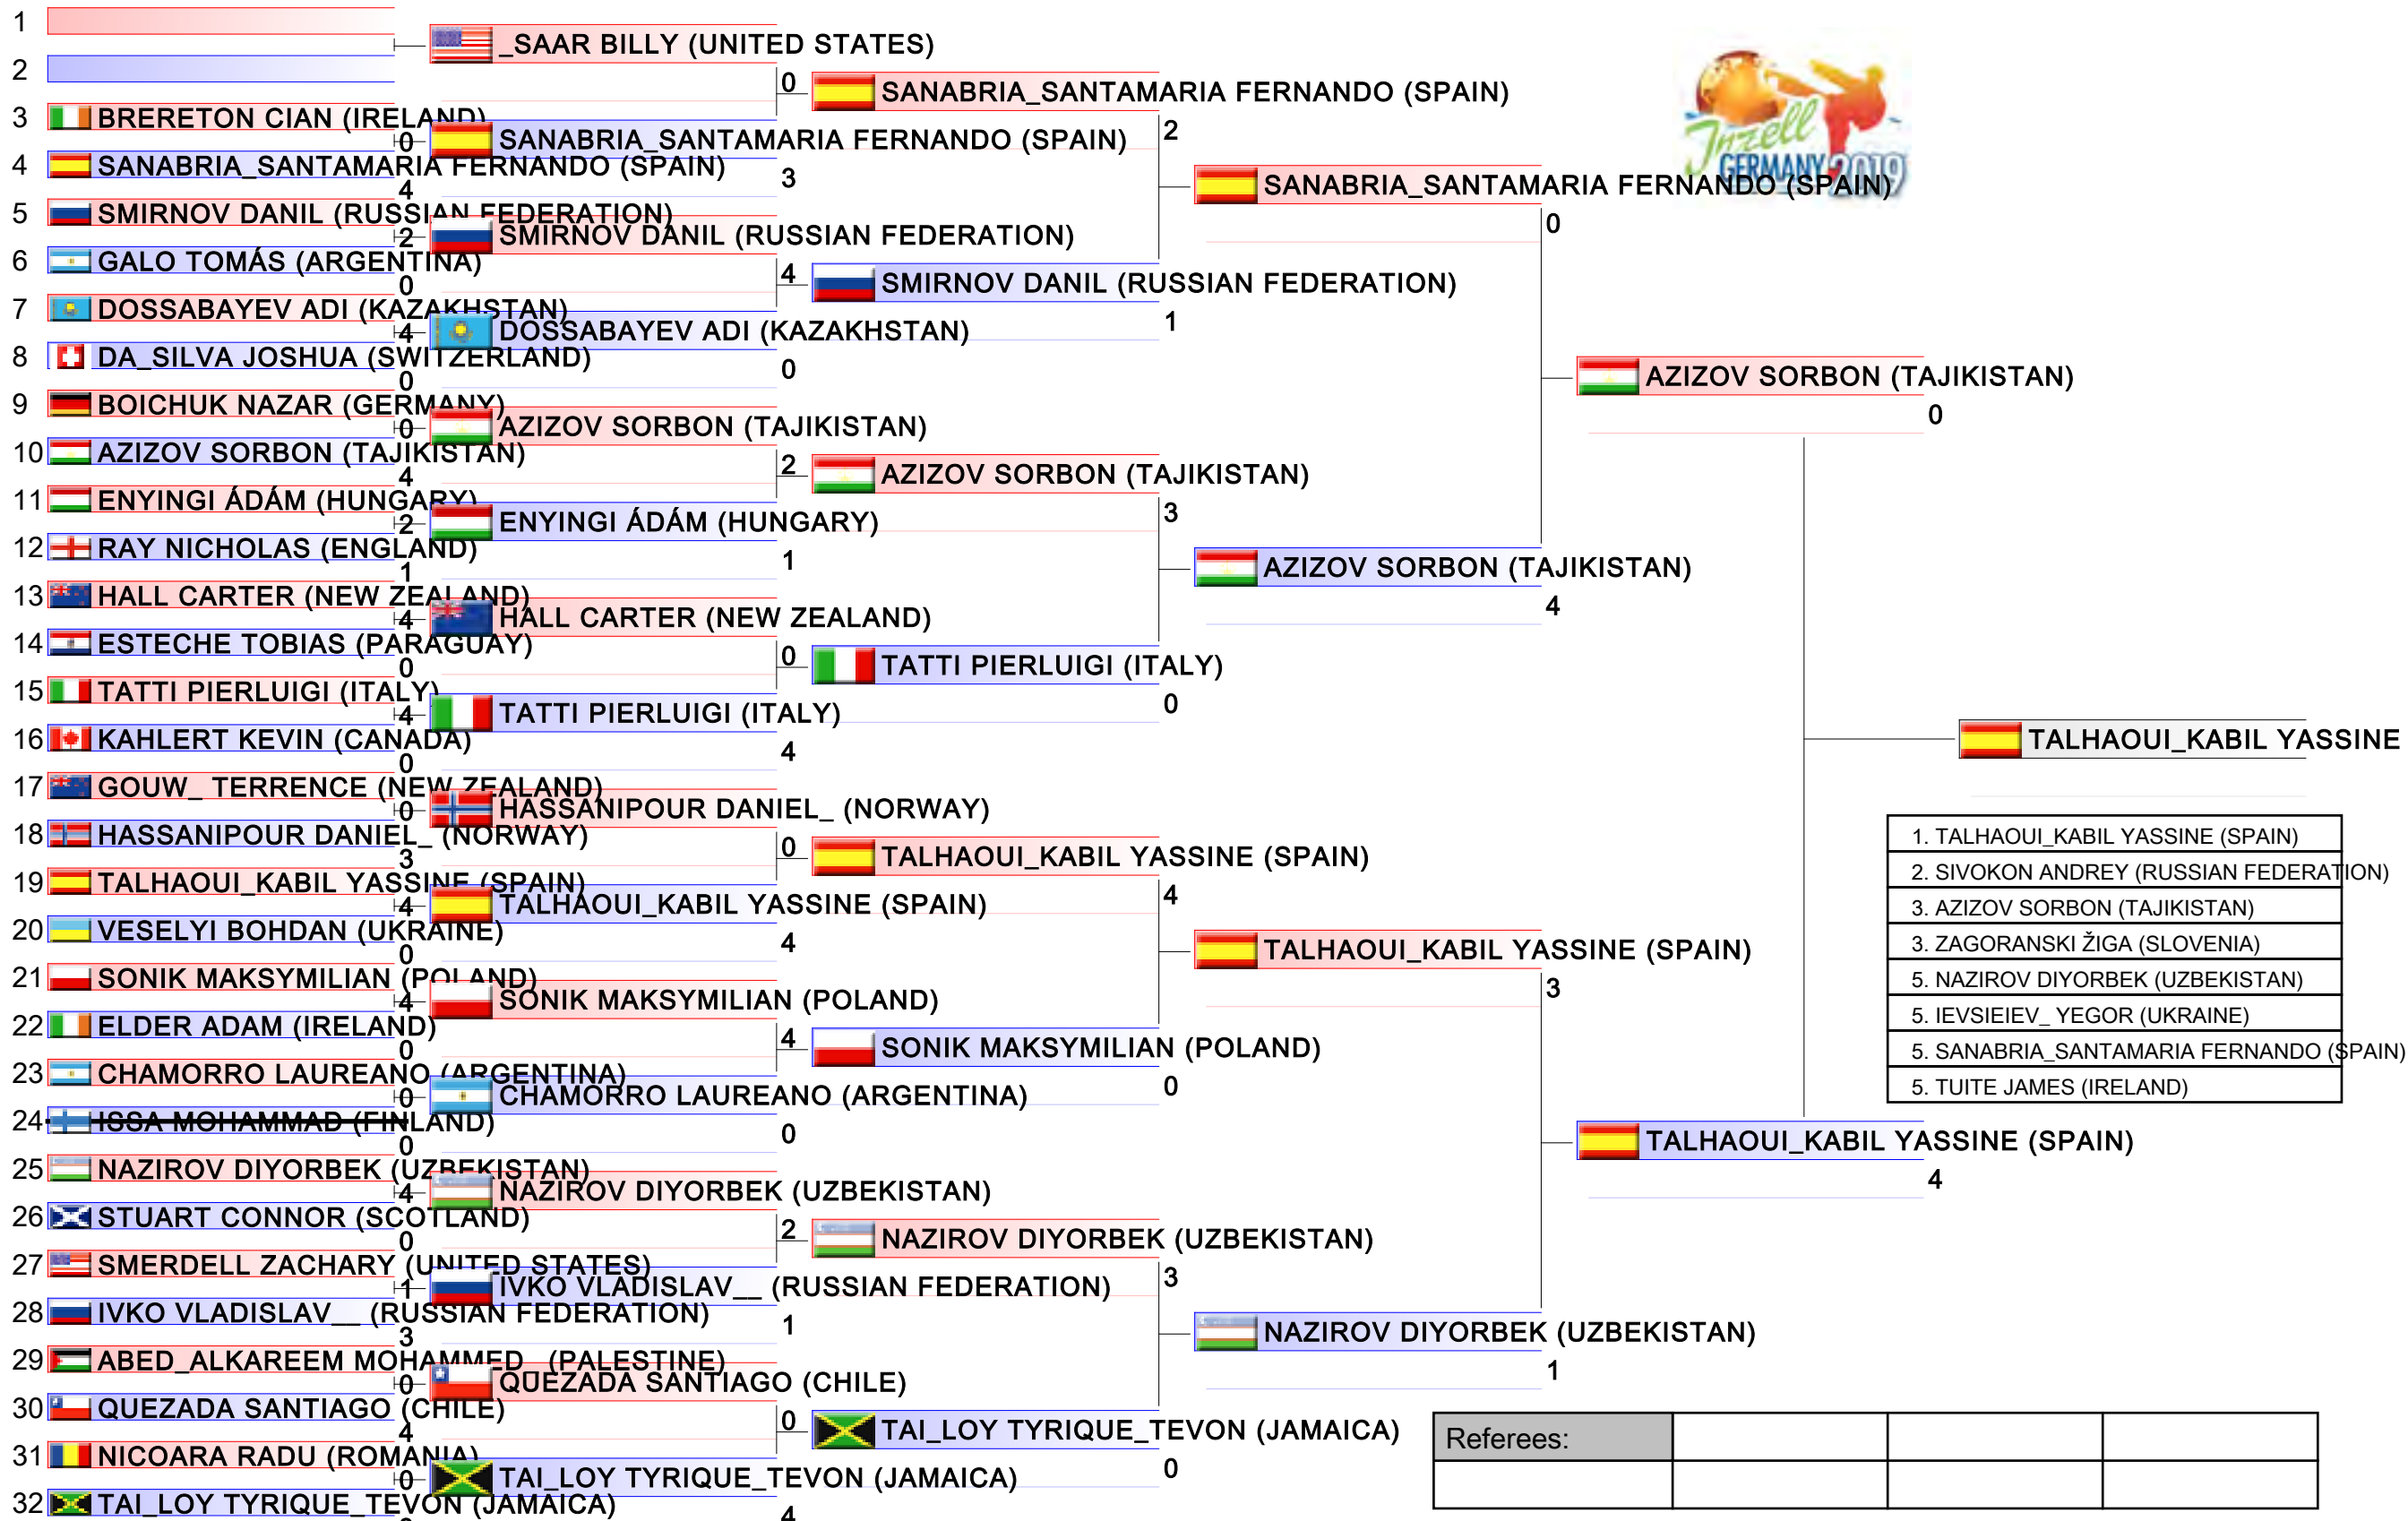 1
2
3 BRERETON CIAN (IRELAND)
0
4 SANABRIA_SANTAMARIA FERNANDO (SPAIN)
4
5 SMIRNOV DANIL (RUSSIAN FEDERATION)
2
6 GALO TOMÁS (ARGENTINA)
0
7 DOSSABAYEV ADI (KAZAKHSTAN)
4
8 DA_SILVA JOSHUA (SWITZERLAND)
0
9 BOICHUK NAZAR (GERMANY)
0
10 AZIZOV SORBON (TAJIKISTAN)
4
11 ENYINGI ÁDÁM (HUNGARY)
2
12 RAY NICHOLAS (ENGLAND)
1
13 HALL CARTER (NEW ZEALAND)
4
14 ESTECHE TOBIAS (PARAGUAY)
0
15 TATTI PIERLUIGI (ITALY)
4
16 KAHLERT KEVIN (CANADA)
0
17 GOUW_ TERRENCE (NEW ZEALAND)
0
18 HASSANIPOUR DANIEL_ (NORWAY)
3
19 TALHAOUI_KABIL YASSINE (SPAIN)
4
20 VESELYI BOHDAN (UKRAINE)
0
21 SONIK MAKSYMILIAN (POLAND)
4
22 ELDER ADAM (IRELAND)
0
23 CHAMORRO LAUREANO (ARGENTINA)
0
24 ISSA MOHAMMAD (FINLAND)
0
25 NAZIROV DIYORBEK (UZBEKISTAN)
4
26 STUART CONNOR (SCOTLAND)
0
27 SMERDELL ZACHARY (UNITED STATES)
1
28 IVKO VLADISLAV__ (RUSSIAN FEDERATION)
3
29 ABED_ALKAREEM MOHAMMED_ (PALESTINE)
0
30 QUEZADA SANTIAGO (CHILE)
4
31 NICOARA RADU (ROMANIA)
0
32 TAI_LOY TYRIQUE_TEVON (JAMAICA)
_SAAR BILLY (UNITED STATES)
0
SANABRIA_SANTAMARIA FERNANDO (SPAIN)
3
SMIRNOV DANIL (RUSSIAN FEDERATION)
4
DOSSABAYEV ADI (KAZAKHSTAN)
0
AZIZOV SORBON (TAJIKISTAN)
2
ENYINGI ÁDÁM (HUNGARY)
1
HALL CARTER (NEW ZEALAND)
0
TATTI PIERLUIGI (ITALY)
4
HASSANIPOUR DANIEL_ (NORWAY)
0
TALHAOUI_KABIL YASSINE (SPAIN)
4
SONIK MAKSYMILIAN (POLAND)
4
CHAMORRO LAUREANO (ARGENTINA)
0
NAZIROV DIYORBEK (UZBEKISTAN)
2
IVKO VLADISLAV__ (RUSSIAN FEDERATION)
1
QUEZADA SANTIAGO (CHILE)
0
TAI_LOY TYRIQUE_TEVON (JAMAICA)
4
SANABRIA_SANTAMARIA FERNANDO (SPAIN)
2
SMIRNOV DANIL (RUSSIAN FEDERATION)
1
AZIZOV SORBON (TAJIKISTAN)
3
TATTI PIERLUIGI (ITALY)
0
TALHAOUI_KABIL YASSINE (SPAIN)
4
SONIK MAKSYMILIAN (POLAND)
0
NAZIROV DIYORBEK (UZBEKISTAN)
3
TAI_LOY TYRIQUE_TEVON (JAMAICA)
0
SANABRIA_SANTAMARIA FERNANDO (SPAIN)
0
AZIZOV SORBON (TAJIKISTAN)
4
TALHAOUI_KABIL YASSINE (SPAIN)
3
NAZIROV DIYORBEK (UZBEKISTAN)
1
AZIZOV SORBON (TAJIKISTAN)
0
TALHAOUI_KABIL YASSINE (SPAIN)
4
TALHAOUI_KABIL YASSINE
Inzell
GERMANY 2019
1. TALHAOUI_KABIL YASSINE (SPAIN)
2. SIVOKON ANDREY (RUSSIAN FEDERATION)
3. AZIZOV SORBON (TAJIKISTAN)
3. ZAGORANSKI ŽIGA (SLOVENIA)
5. NAZIROV DIYORBEK (UZBEKISTAN)
5. IEVSIEIEV_ YEGOR (UKRAINE)
5. SANABRIA_SANTAMARIA FERNANDO (SPAIN)
5. TUITE JAMES (IRELAND)
Referees: